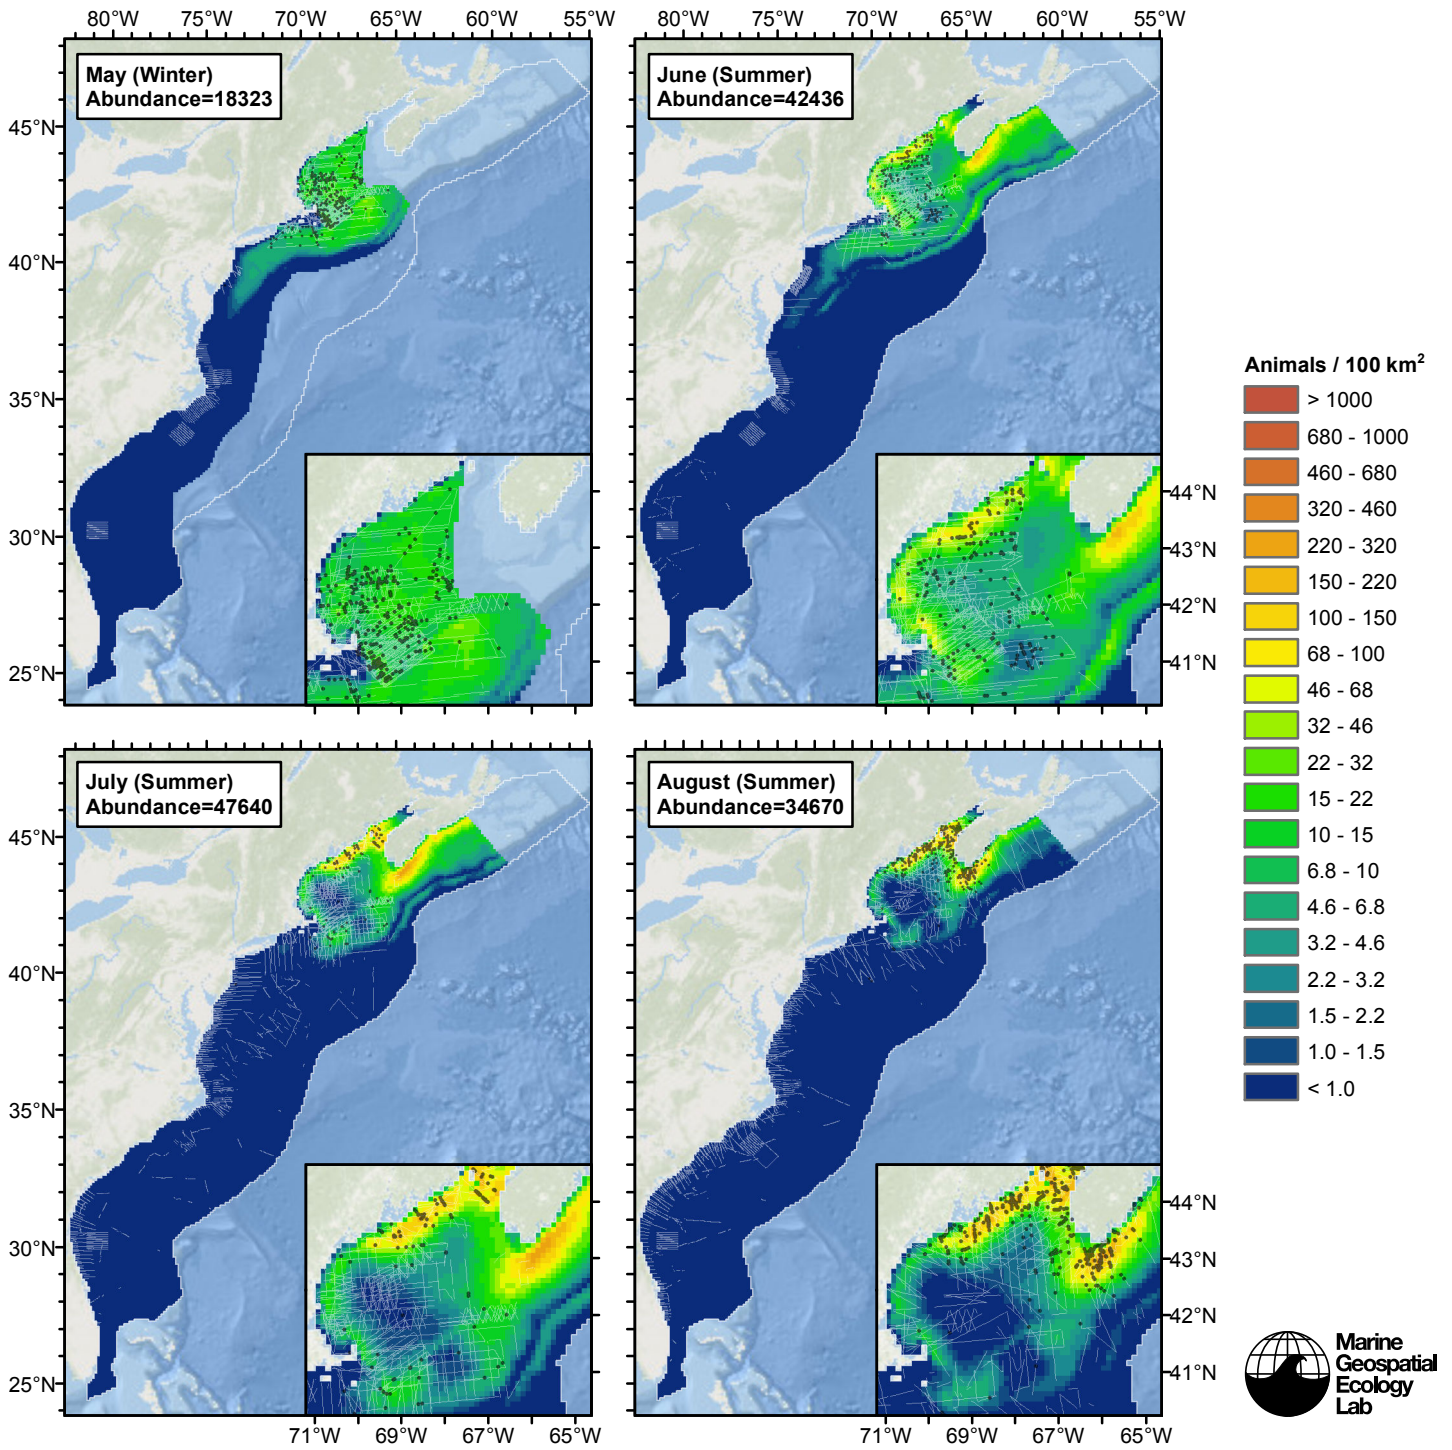 80°W 75°W 70°W 65°W 60°W 55°W
80°W 75°W 70°W 65°W 60°W 55°W
May (Winter)
Abundance=18323
June (Summer)
Abundance=42436
45°N
40°N
35°N
30°N
25°N
44°N
43°N
42°N
41°N
July (Summer)
Abundance=47640
August (Summer)
Abundance=34670
45°N
40°N
35°N
30°N
25°N
44°N
43°N
42°N
41°N
71°W 69°W 67°W 65°W
71°W 69°W 67°W 65°W
Animals / 100 km²
> 1000
680 - 1000
460 - 680
320 - 460
220 - 320
150 - 220
100 - 150
68 - 100
46 - 68
32 - 46
22 - 32
15 - 22
10 - 15
6.8 - 10
4.6 - 6.8
3.2 - 4.6
2.2 - 3.2
1.5 - 2.2
1.0 - 1.5
< 1.0
Marine
Geospatial
Ecology
Lab